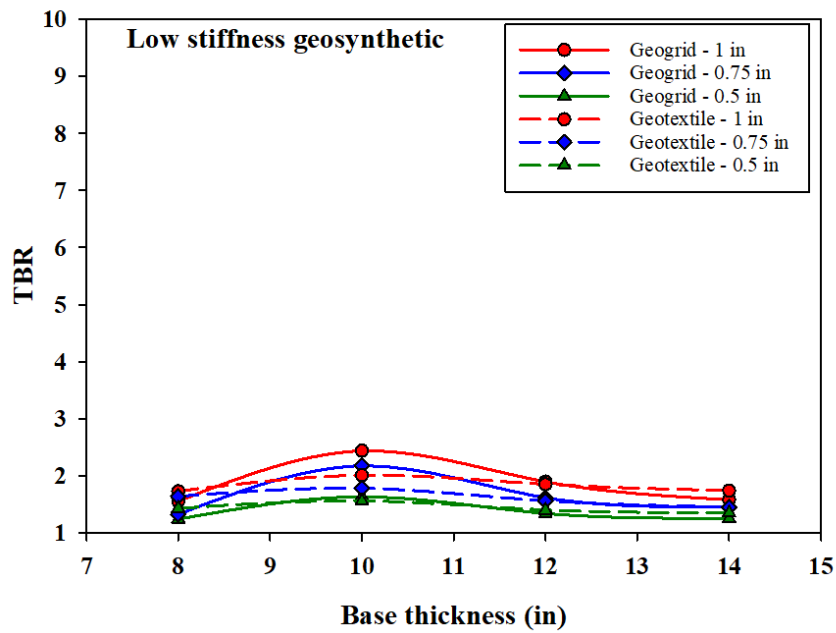 Low stiffness geosynthetic
Geogrid - 1 in
Geogrid - 0.75 in
Geogrid - 0.5 in
Geotextile - 1 in
Geotextile - 0.75 in
Geotextile - 0.5 in
10
9
8
7
6
5
4
3
2
1
TBR
7 8 9 10 11 12 13 14 15
Base thickness (in)